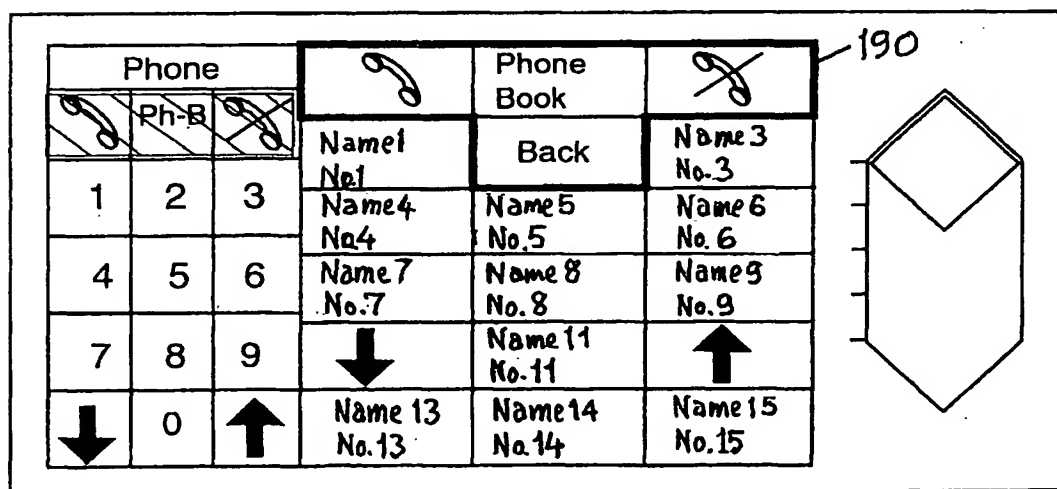 190
Phone
Ph-B
1 2 3
4 5 6
7 8 9
0
Phone
Book
Name1
No1
Back
Name3
No.3
Name4
No4
Name5
No.5
Name6
No.6
Name7
No.7
Name8
No.8
Name9
No.9
Name11
No.11
Name13
No.13
Name14
No.14
Name15
No.15